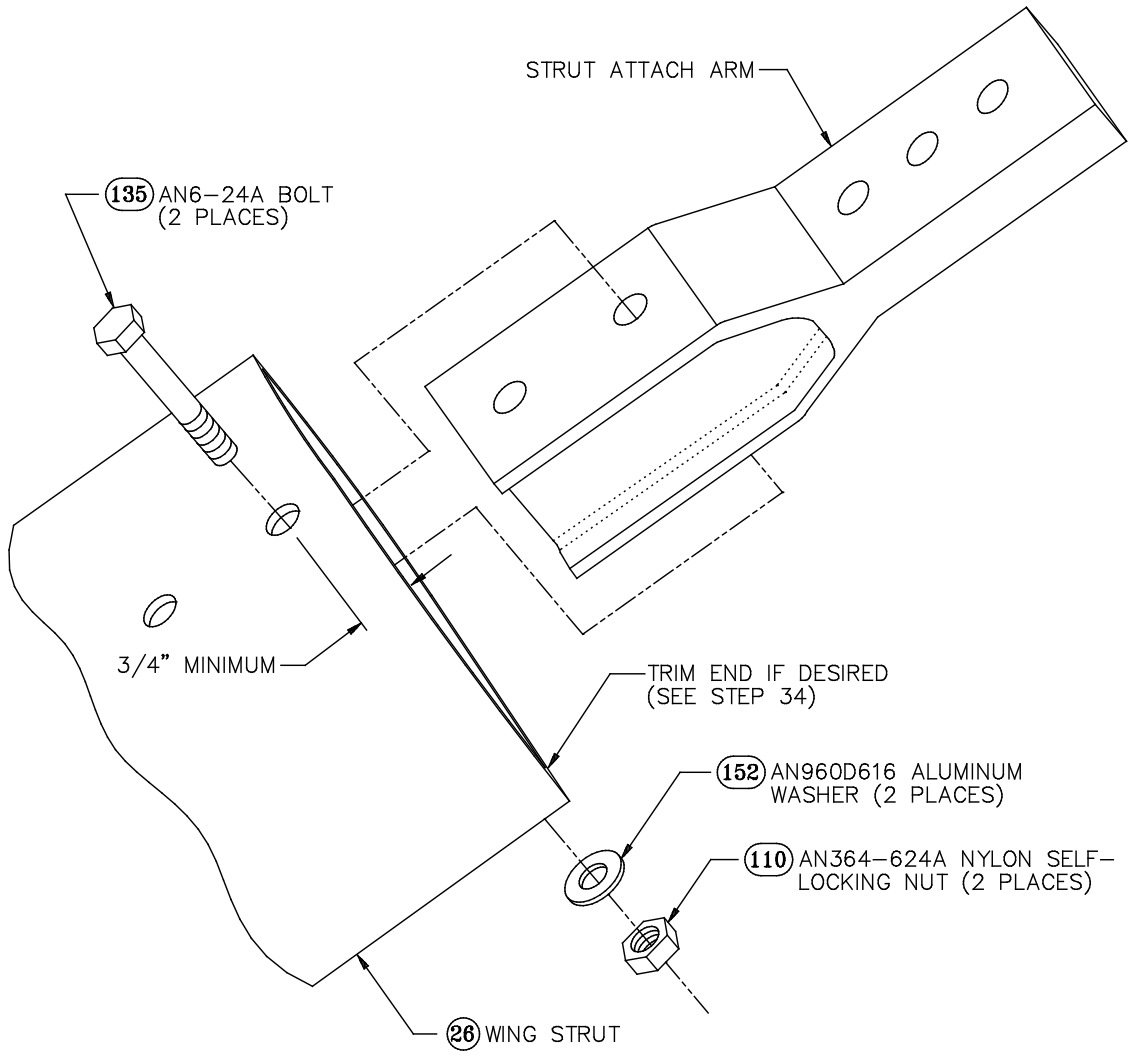 STRUT ATTACH ARM
135 AN6-24A BOLT
(2 PLACES)
3/4" MINIMUM
TRIM END IF DESIRED
(SEE STEP 34)
152 AN960D616 ALUMINUM
WASHER (2 PLACES)
110 AN364-624A NYLON SELF-
LOCKING NUT (2 PLACES)
26 WING STRUT